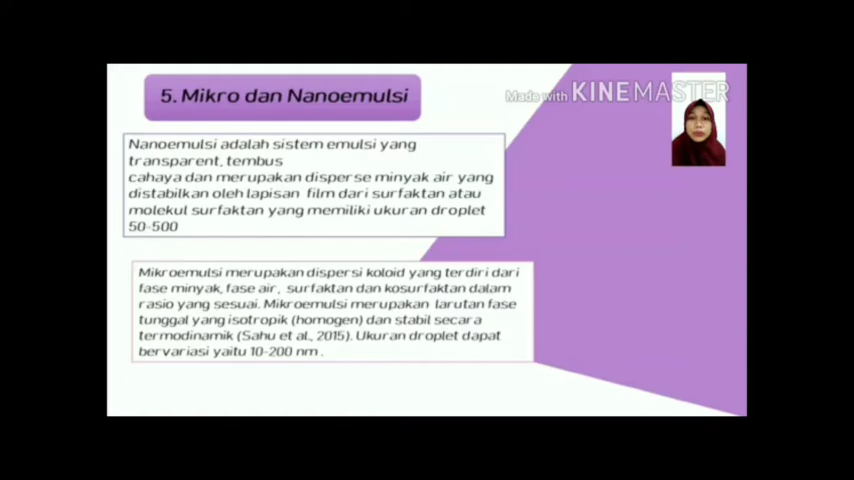 5. Mikro dan Nanoemulsi
Made with KINEMASTER
Nanoemulsi adalah sistem emulsi yang
transparent, tembus
cahaya dan merupakan disperse minyak air yang
distabilkan oleh lapisan film dari surfaktan atau
molekul surfaktan yang memiliki ukuran droplet
50-500
Mikroemulsi merupakan dispersi koloid yang terdiri dari
fase minyak, fase air, surfaktan dan kosurfaktan dalam
rasio yang sesuai. Mikroemulsi merupakan larutan fase
tunggal yang isotropik (homogen) dan stabil secara
termodinamik (Sahu et al., 2015). Ukuran droplet dapat
bervariasi yaitu 10-200 nm .